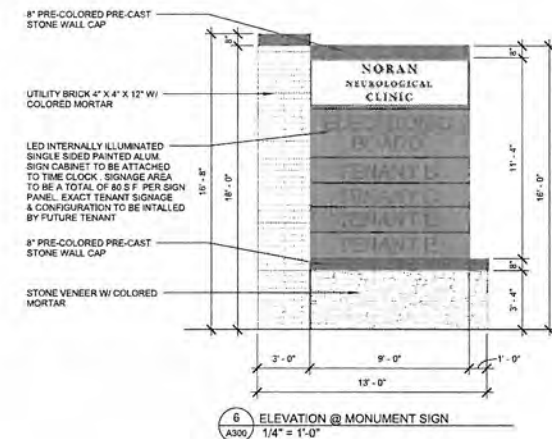 8" PRE-COLORED PRE-CAST
STONE WALL CAP
UTILITY BRICK 4" X 4" X 12" W/
COLORED MORTAR
LED INTERNALLY ILLUMINATED
SINGLE SIDED PAINTED ALUM.
SIGN CABINET TO BE ATTACHED
TO TIME CLOCK . SIGNAGE AREA
TO BE A TOTAL OF 80 S.F. PER SIGN
PANEL. EXACT TENANT SIGNAGE
& CONFIGURATION TO BE INTALLED
BY FUTURE TENANT
8" PRE-COLORED PRE-CAST
STONE WALL CAP
STONE VENEER W/ COLORED
MORTAR
8"
16' - 8"
16' - 0"
NORAN
NEUROLOGICAL
CLINIC
BOARD
TENANT
TENANT
TENANT
TENANT
8"
11' - 4"
8"
3' - 4"
16' - 0"
3' - 0"
9' - 0"
1' - 0"
13' - 0"
6
A300
ELEVATION @ MONUMENT SIGN
1/4" = 1'-0"